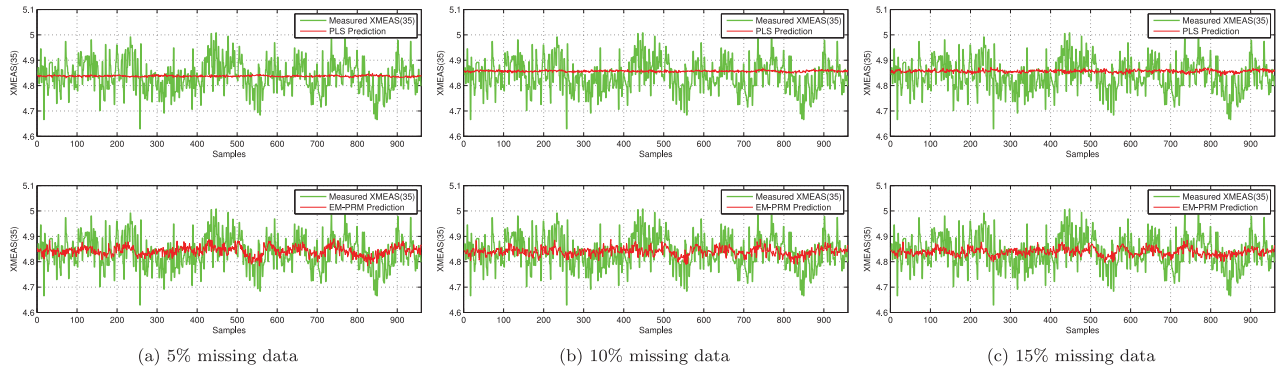 5.1
5
4.9
4.8
4.7
4.6
XMEAS(35)
Measured XMEAS(35)
PLS Prediction
0 100 200 300 400 500 600 700 800 900
Samples
5.1
5
4.9
4.8
4.7
4.6
XMEAS(35)
Measured XMEAS(35)
PLS Prediction
0 100 200 300 400 500 600 700 800 900
Samples
5.1
5
4.9
4.8
4.7
4.6
XMEAS(35)
Measured XMEAS(35)
PLS Prediction
0 100 200 300 400 500 600 700 800 900
Samples
5.1
5
4.9
4.8
4.7
4.6
XMEAS(35)
Measured XMEAS(35)
EM-PRM Prediction
0 100 200 300 400 500 600 700 800 900
Samples
5.1
5
4.9
4.8
4.7
4.6
XMEAS(35)
Measured XMEAS(35)
EM-PRM Prediction
0 100 200 300 400 500 600 700 800 900
Samples
5.1
5
4.9
4.8
4.7
4.6
XMEAS(35)
Measured XMEAS(35)
EM-PRM Prediction
0 100 200 300 400 500 600 700 800 900
Samples
(a) 5% missing data
(b) 10% missing data
(c) 15% missing data